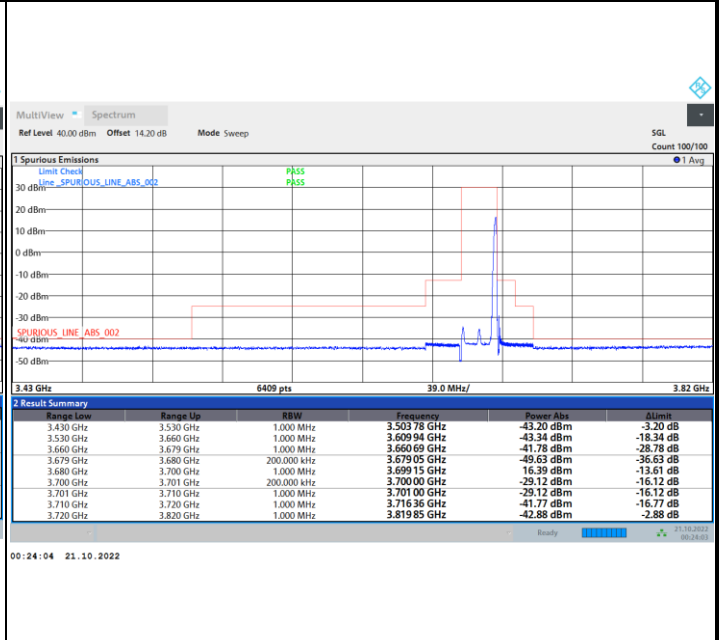 MultiView Spectrum
Ref Level 40.00 dBm Offset 14.20 dB Mode Sweep SGL
Count 100/100
1 Spurious Emissions 1 Avg
Limit Check PASS
Line _SPURIOUS_LINE_ABS_002 PASS
30 dBm
20 dBm
10 dBm
0 dBm
-10 dBm
-20 dBm
-30 dBm
SPURIOUS_LINE_ABS_002
-40 dBm
-50 dBm
3.43 GHz 6409 pts 39.0 MHz/ 3.82 GHz
2 Result Summary
Range Low Range Up RBW Frequency Power Abs ΔLimit
3.430 GHz 3.530 GHz 1.000 MHz 3.503 78 GHz -43.20 dBm -3.20 dB
3.530 GHz 3.660 GHz 1.000 MHz 3.609 94 GHz -43.34 dBm -18.34 dB
3.660 GHz 3.679 GHz 1.000 MHz 3.660 69 GHz -41.78 dBm -28.78 dB
3.679 GHz 3.680 GHz 200.000 kHz 3.679 05 GHz -49.63 dBm -36.63 dB
3.680 GHz 3.700 GHz 1.000 MHz 3.699 15 GHz 16.39 dBm -13.61 dB
3.700 GHz 3.701 GHz 200.000 kHz 3.700 00 GHz -29.12 dBm -16.12 dB
3.701 GHz 3.710 GHz 1.000 MHz 3.701 00 GHz -29.12 dBm -16.12 dB
3.710 GHz 3.720 GHz 1.000 MHz 3.716 36 GHz -41.77 dBm -16.77 dB
3.720 GHz 3.820 GHz 1.000 MHz 3.819 85 GHz -42.88 dBm -2.88 dB
Ready 21.10.2022
00:24:03
00:24:04 21.10.2022